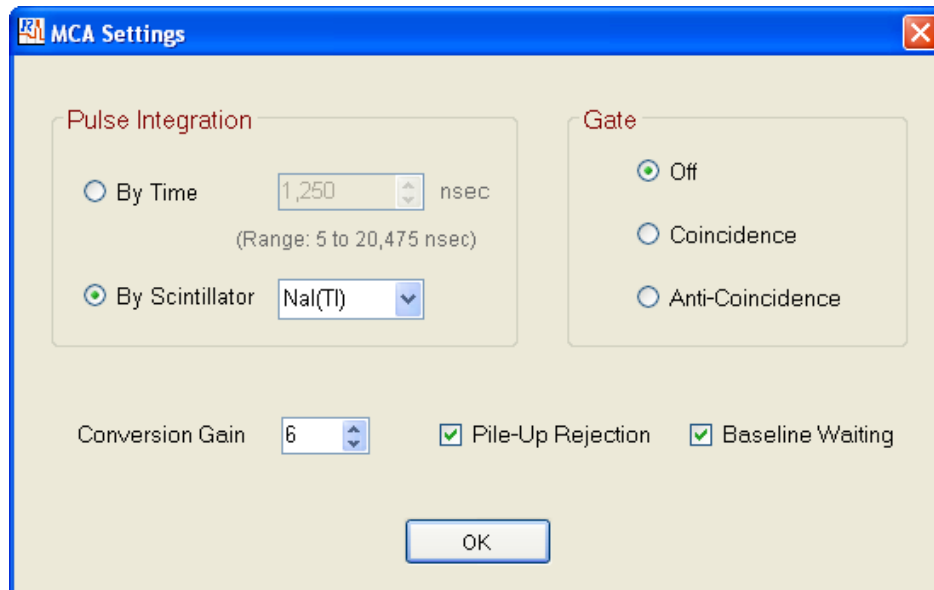 MCA Settings
Pulse Integration
By Time 1,250 nsec
(Range: 5 to 20,475 nsec)
By Scintillator NaI(Tl)
Gate
Off
Coincidence
Anti-Coincidence
Conversion Gain 6 Pile-Up Rejection Baseline Waiting
OK